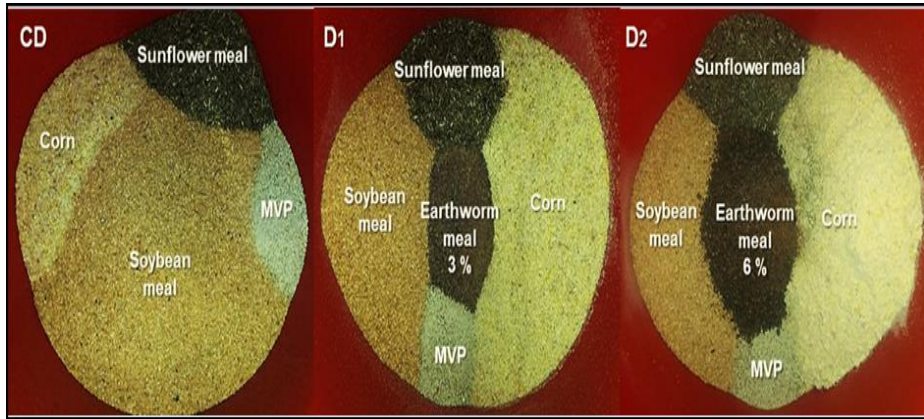 CD
Sunflower meal
Corn
MVP
Soybean
meal
D1
Sunflower meal
Soybean
meal
Earthworm
meal
3 %
Corn
MVP
D2
Sunflower meal
Soybean
meal
Earthworm
meal
6 %
Corn
MVP